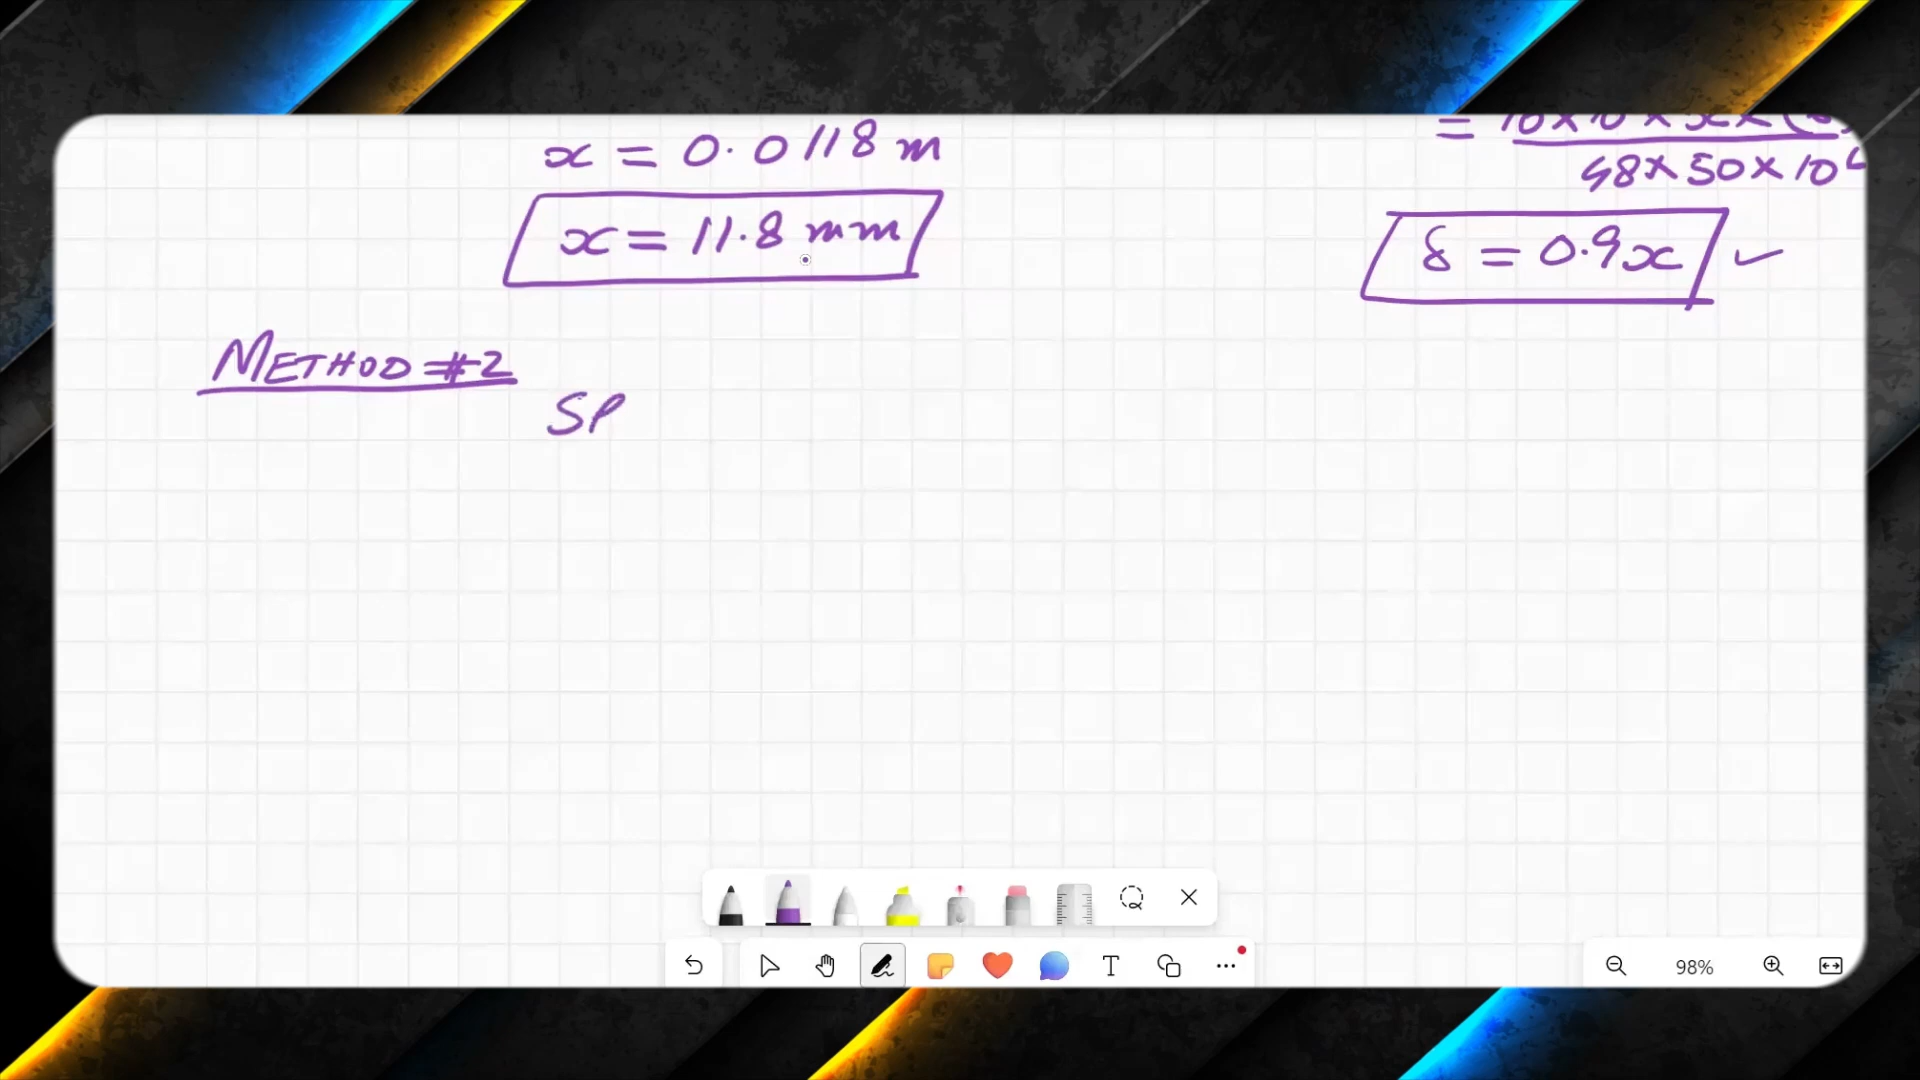 x = 0.0118 m
x = 11.8 mm
48×50×10
δ = 0.9x ✓
METHOD #2
SP
98%